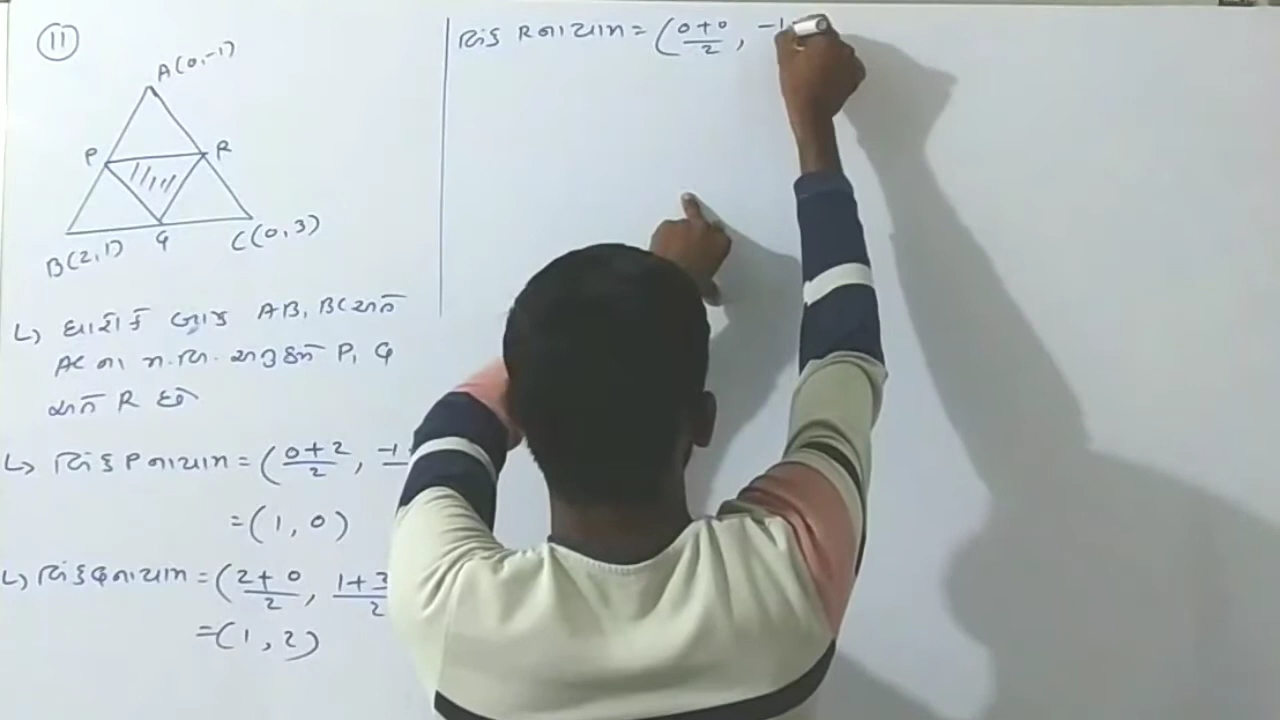 11
A(0,-1)
P
R
B(2,1)
Q
C(0,3)
ધારો કે બાજુ AB, BC અને
AC ના મ.બિં. અનુક્રમે P, Q
અને R છે
બિંદુ P ના યામ = (0+2/2, -1
= (1, 0)
બિંદુ Q ના યામ = (2+0/2, 1+3/2
= (1, 2)
બિંદુ R ના યામ = (0+0/2, -1